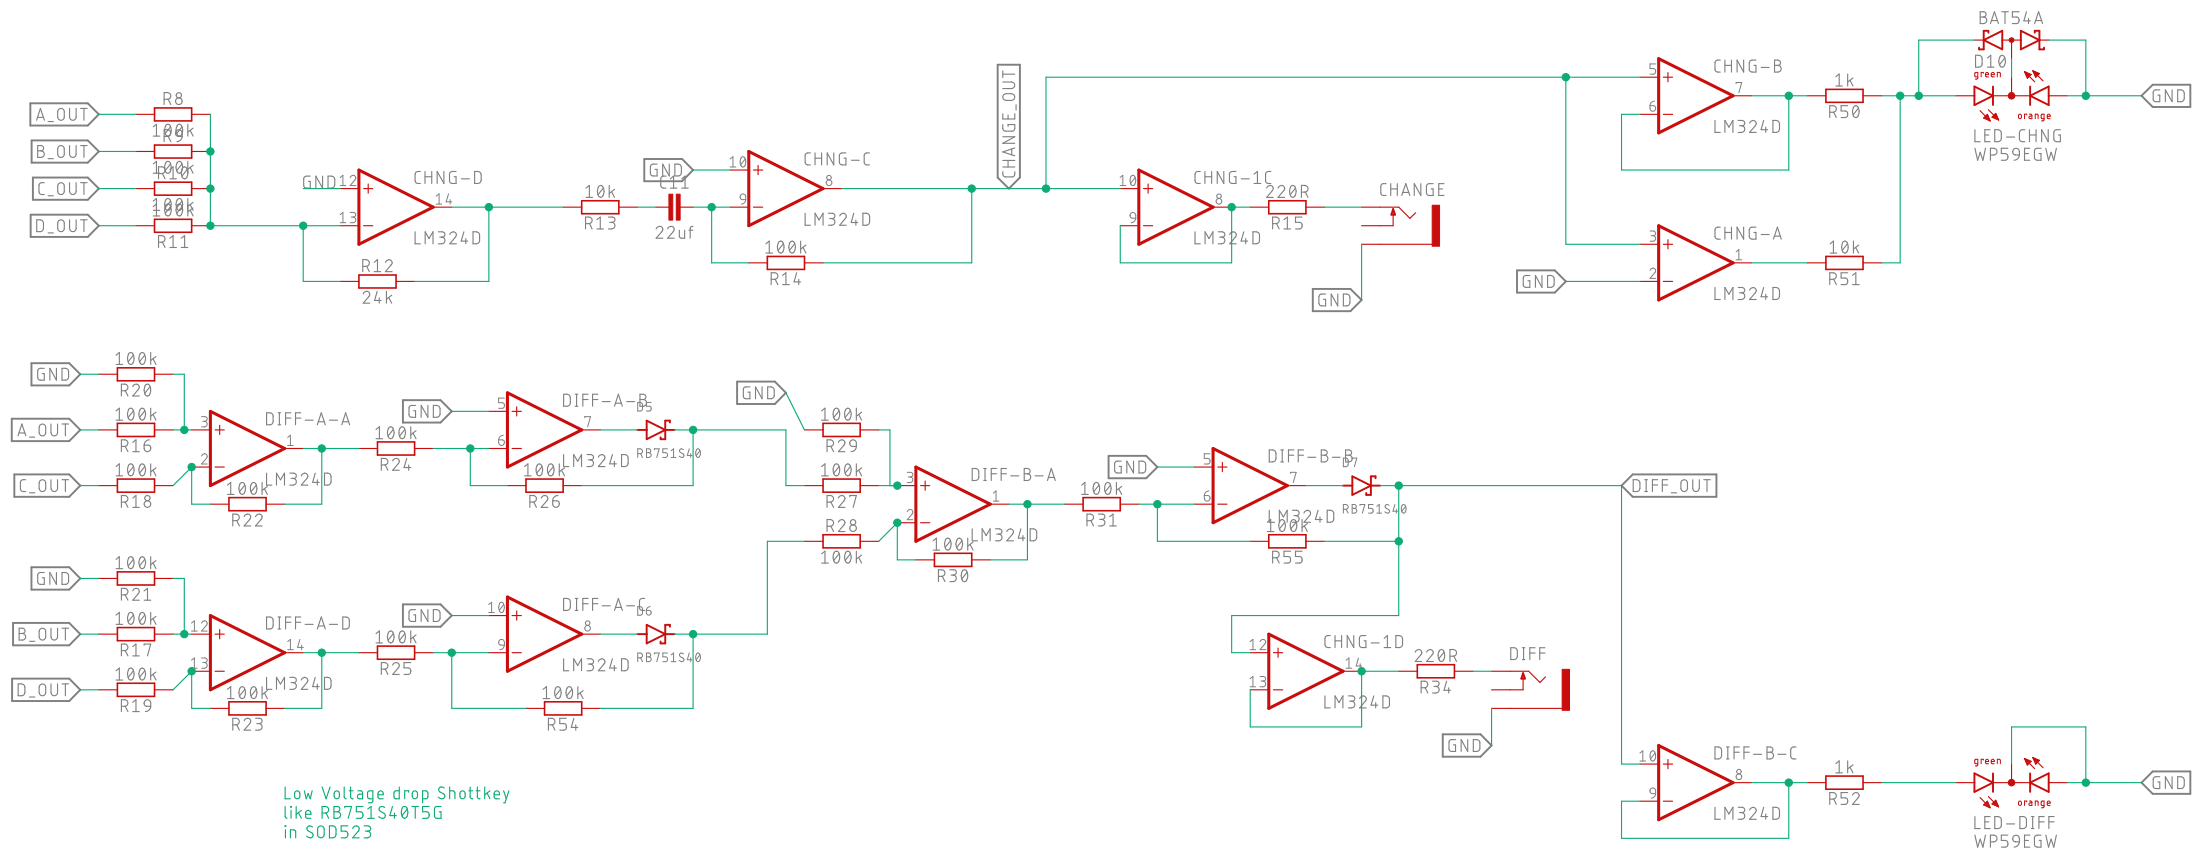 BAT54A
D10
green
orange
LED-CHNG
WP59EGW
GND
CHNG-B
LM324D
5
6
7
1k
R50
CHNG-A
LM324D
3
2
1
10k
R51
GND
A_OUT
B_OUT
C_OUT
D_OUT
R8
100k
R9
100k
R10
100k
100k
R11
GND
12
13
14
CHNG-D
LM324D
R12
24k
10k
R13
C11
22uf
GND
10
9
8
CHNG-C
LM324D
100k
R14
CHANGE_OUT
10
9
8
CHNG-1C
LM324D
220R
R15
CHANGE
GND
GND
100k
R20
A_OUT
100k
R16
C_OUT
100k
R18
3
2
1
DIFF-A-A
LM324D
100k
R22
100k
R24
GND
5
6
7
DIFF-A-B
LM324D
D5
RB751S40
100k
R26
GND
100k
R29
100k
R27
R28
100k
3
2
1
DIFF-B-A
LM324D
100k
R30
100k
R31
GND
5
6
7
DIFF-B-B
LM324D
D7
RB751S40
100k
R55
DIFF_OUT
GND
100k
R21
B_OUT
100k
R17
D_OUT
100k
R19
12
13
14
DIFF-A-D
LM324D
100k
R23
100k
R25
GND
10
9
8
DIFF-A-C
LM324D
D6
RB751S40
100k
R54
12
13
14
CHNG-1D
LM324D
220R
R34
DIFF
GND
10
9
8
DIFF-B-C
LM324D
1k
R52
green
orange
LED-DIFF
WP59EGW
GND
Low Voltage drop Shottkey
like RB751S40T5G
in SOD523